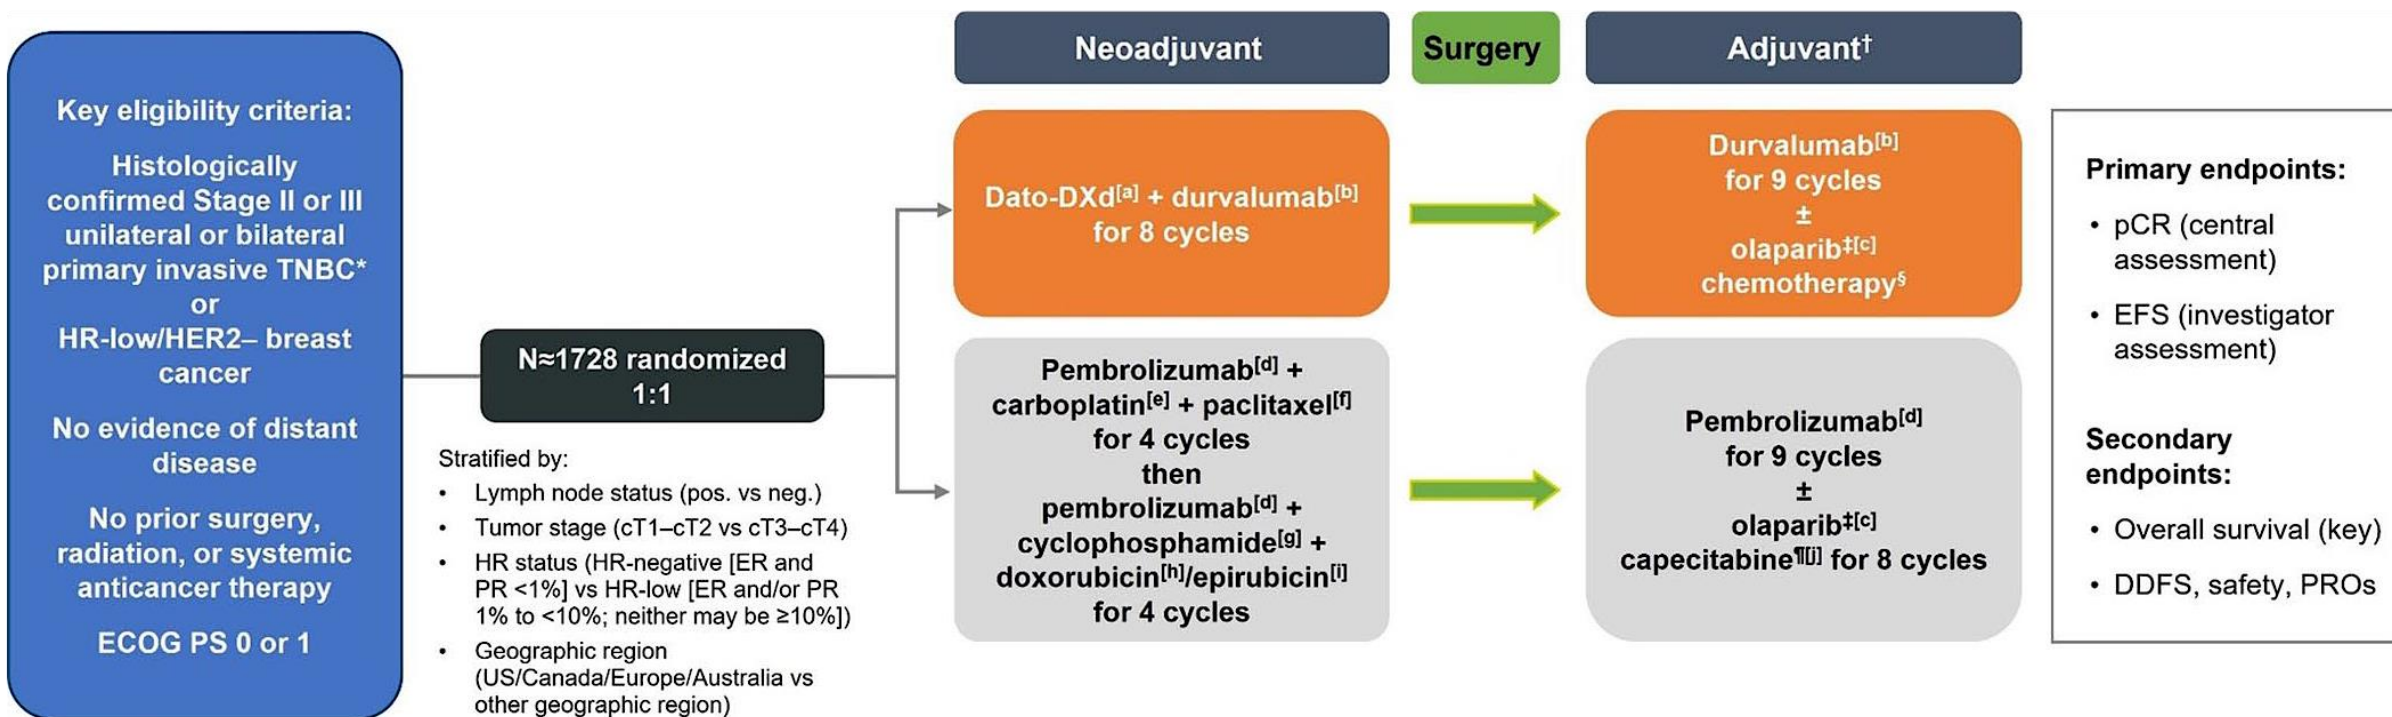 Key eligibility criteria:
Histologically
confirmed Stage II or III
unilateral or bilateral
primary invasive TNBC*
or
HR-low/HER2– breast
cancer
No evidence of distant
disease
No prior surgery,
radiation, or systemic
anticancer therapy
ECOG PS 0 or 1
N≈1728 randomized
1:1
Stratified by:
• Lymph node status (pos. vs neg.)
• Tumor stage (cT1–cT2 vs cT3–cT4)
• HR status (HR-negative [ER and
PR <1%] vs HR-low [ER and/or PR
1% to <10%; neither may be ≥10%])
• Geographic region
(US/Canada/Europe/Australia vs
other geographic region)
Neoadjuvant
Surgery
Adjuvant†
Dato-DXd[a] + durvalumab[b]
for 8 cycles
Durvalumab[b]
for 9 cycles
±
olaparib‡[c]
chemotherapy§
Pembrolizumab[d] +
carboplatin[e] + paclitaxel[f]
for 4 cycles
then
pembrolizumab[d] +
cyclophosphamide[g] +
doxorubicin[h]/epirubicin[i]
for 4 cycles
Pembrolizumab[d]
for 9 cycles
±
olaparib‡[c]
capecitabine¶[j] for 8 cycles
Primary endpoints:
• pCR (central
assessment)
• EFS (investigator
assessment)
Secondary
endpoints:
• Overall survival (key)
• DDFS, safety, PROs